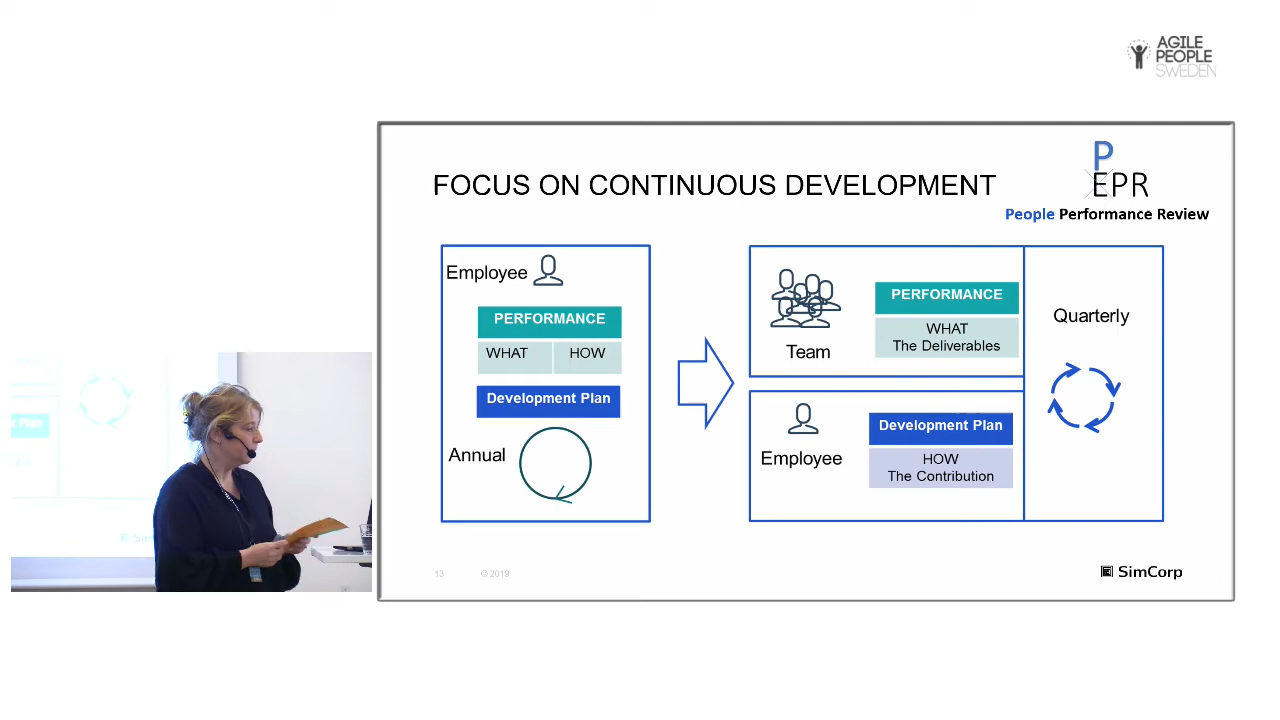 AGILE
PEOPLE
SWEDEN
P
EPR
FOCUS ON CONTINUOUS DEVELOPMENT
People Performance Review
Employee
PERFORMANCE
WHAT
HOW
Development Plan
Annual
Team
PERFORMANCE
WHAT
The Deliverables
Employee
Development Plan
HOW
The Contribution
Quarterly
13
© 2019
SimCorp